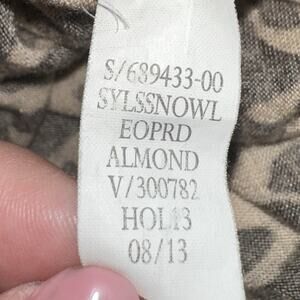 S/689433-00
SYLSSNOWL
EOPRD
ALMOND
V/300782
HOL13
08/13